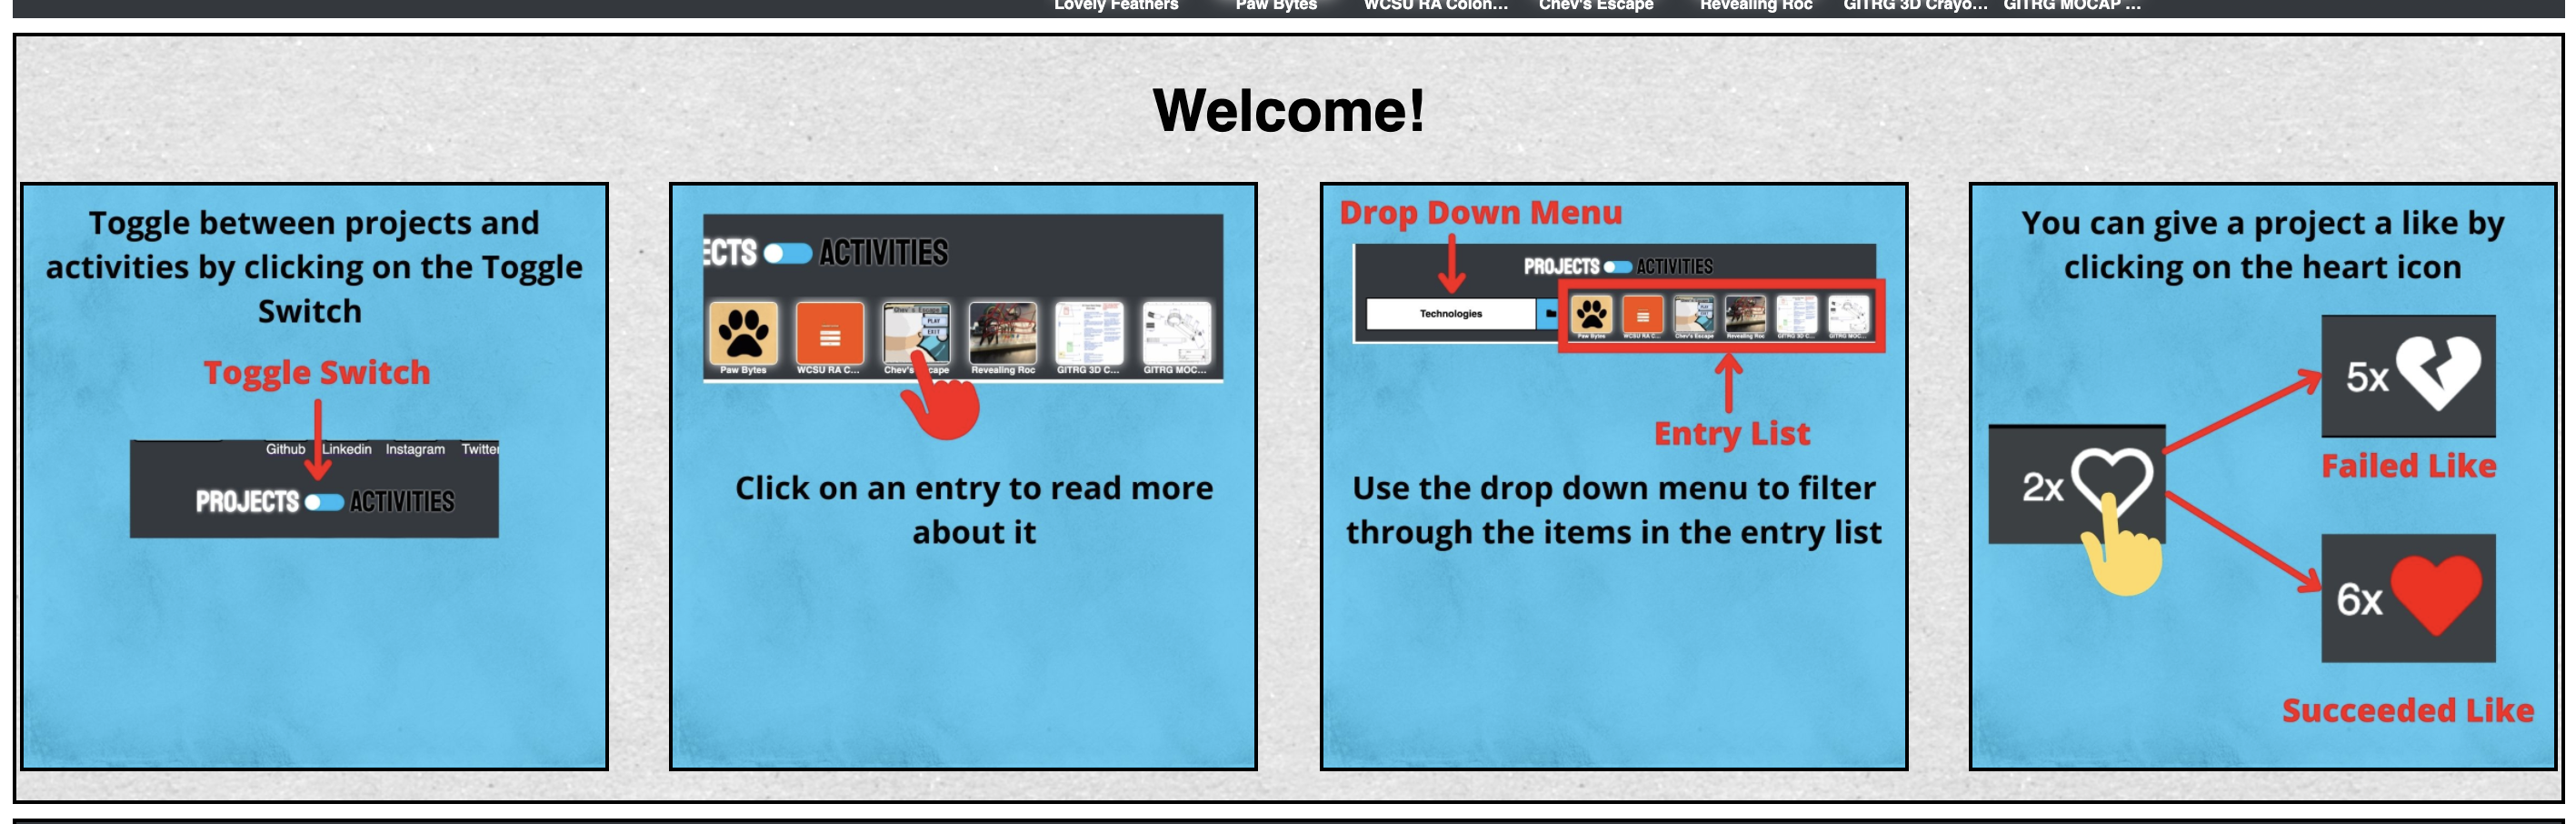 Lovely Feathers Paw Bytes WCSU RA Colon... Chev's Escape Revealing Roc GITRG 3D Crayo... GITRG MOCAP ...
Welcome!
Toggle between projects and
activities by clicking on the Toggle
Switch
Toggle Switch
Github Linkedin Instagram Twitter
PROJECTS ACTIVITIES
ECTS ACTIVITIES
Chev's Escape
PLAY
EXIT
Paw Bytes WCSU RA C... Chev's cape Revealing Roc GITRG 3D C... GITRG MOC...
Click on an entry to read more
about it
Drop Down Menu
PROJECTS ACTIVITIES
Technologies
Paw Bytes WCSU RA C... Chev's Escape Revealing Roc GITRG 3D C... GITRG MOC...
Entry List
Use the drop down menu to filter
through the items in the entry list
You can give a project a like by
clicking on the heart icon
5x
Failed Like
2x
6x
Succeeded Like